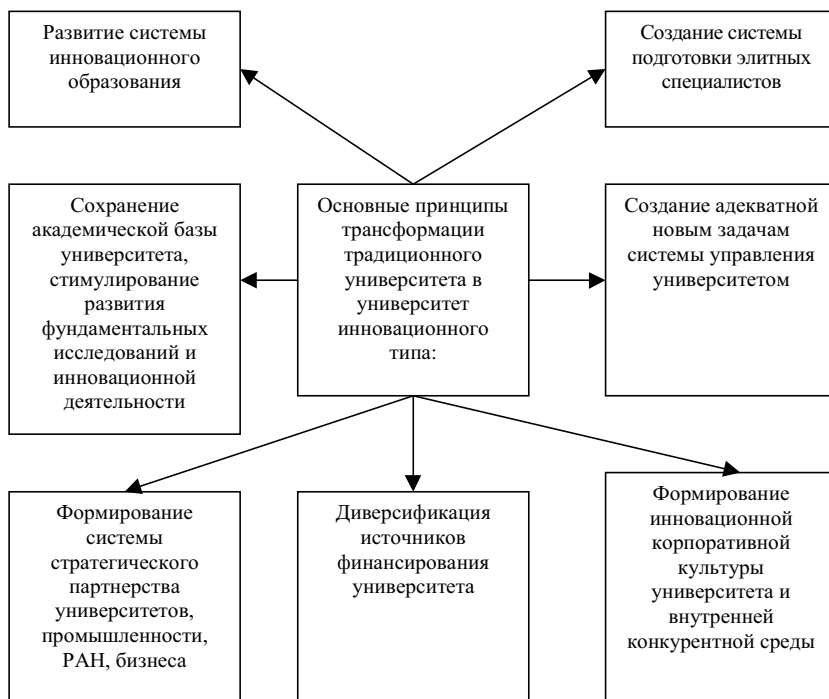 Развитие системы
инновационного
образования
Создание системы
подготовки элитных
специалистов
Сохранение
академической базы
университета,
стимулирование
развития
фундаментальных
исследований и
инновационной
деятельности
Основные принципы
трансформации
традиционного
университета в
университет
инновационного
типа:
Создание адекватной
новым задачам
системы управления
университетом
Формирование
системы
стратегического
партнерства
университетов,
промышленности,
РАН, бизнеса
Диверсификация
источников
финансирования
университета
Формирование
инновационной
корпоративной
культуры
университета и
внутренней
конкурентной среды